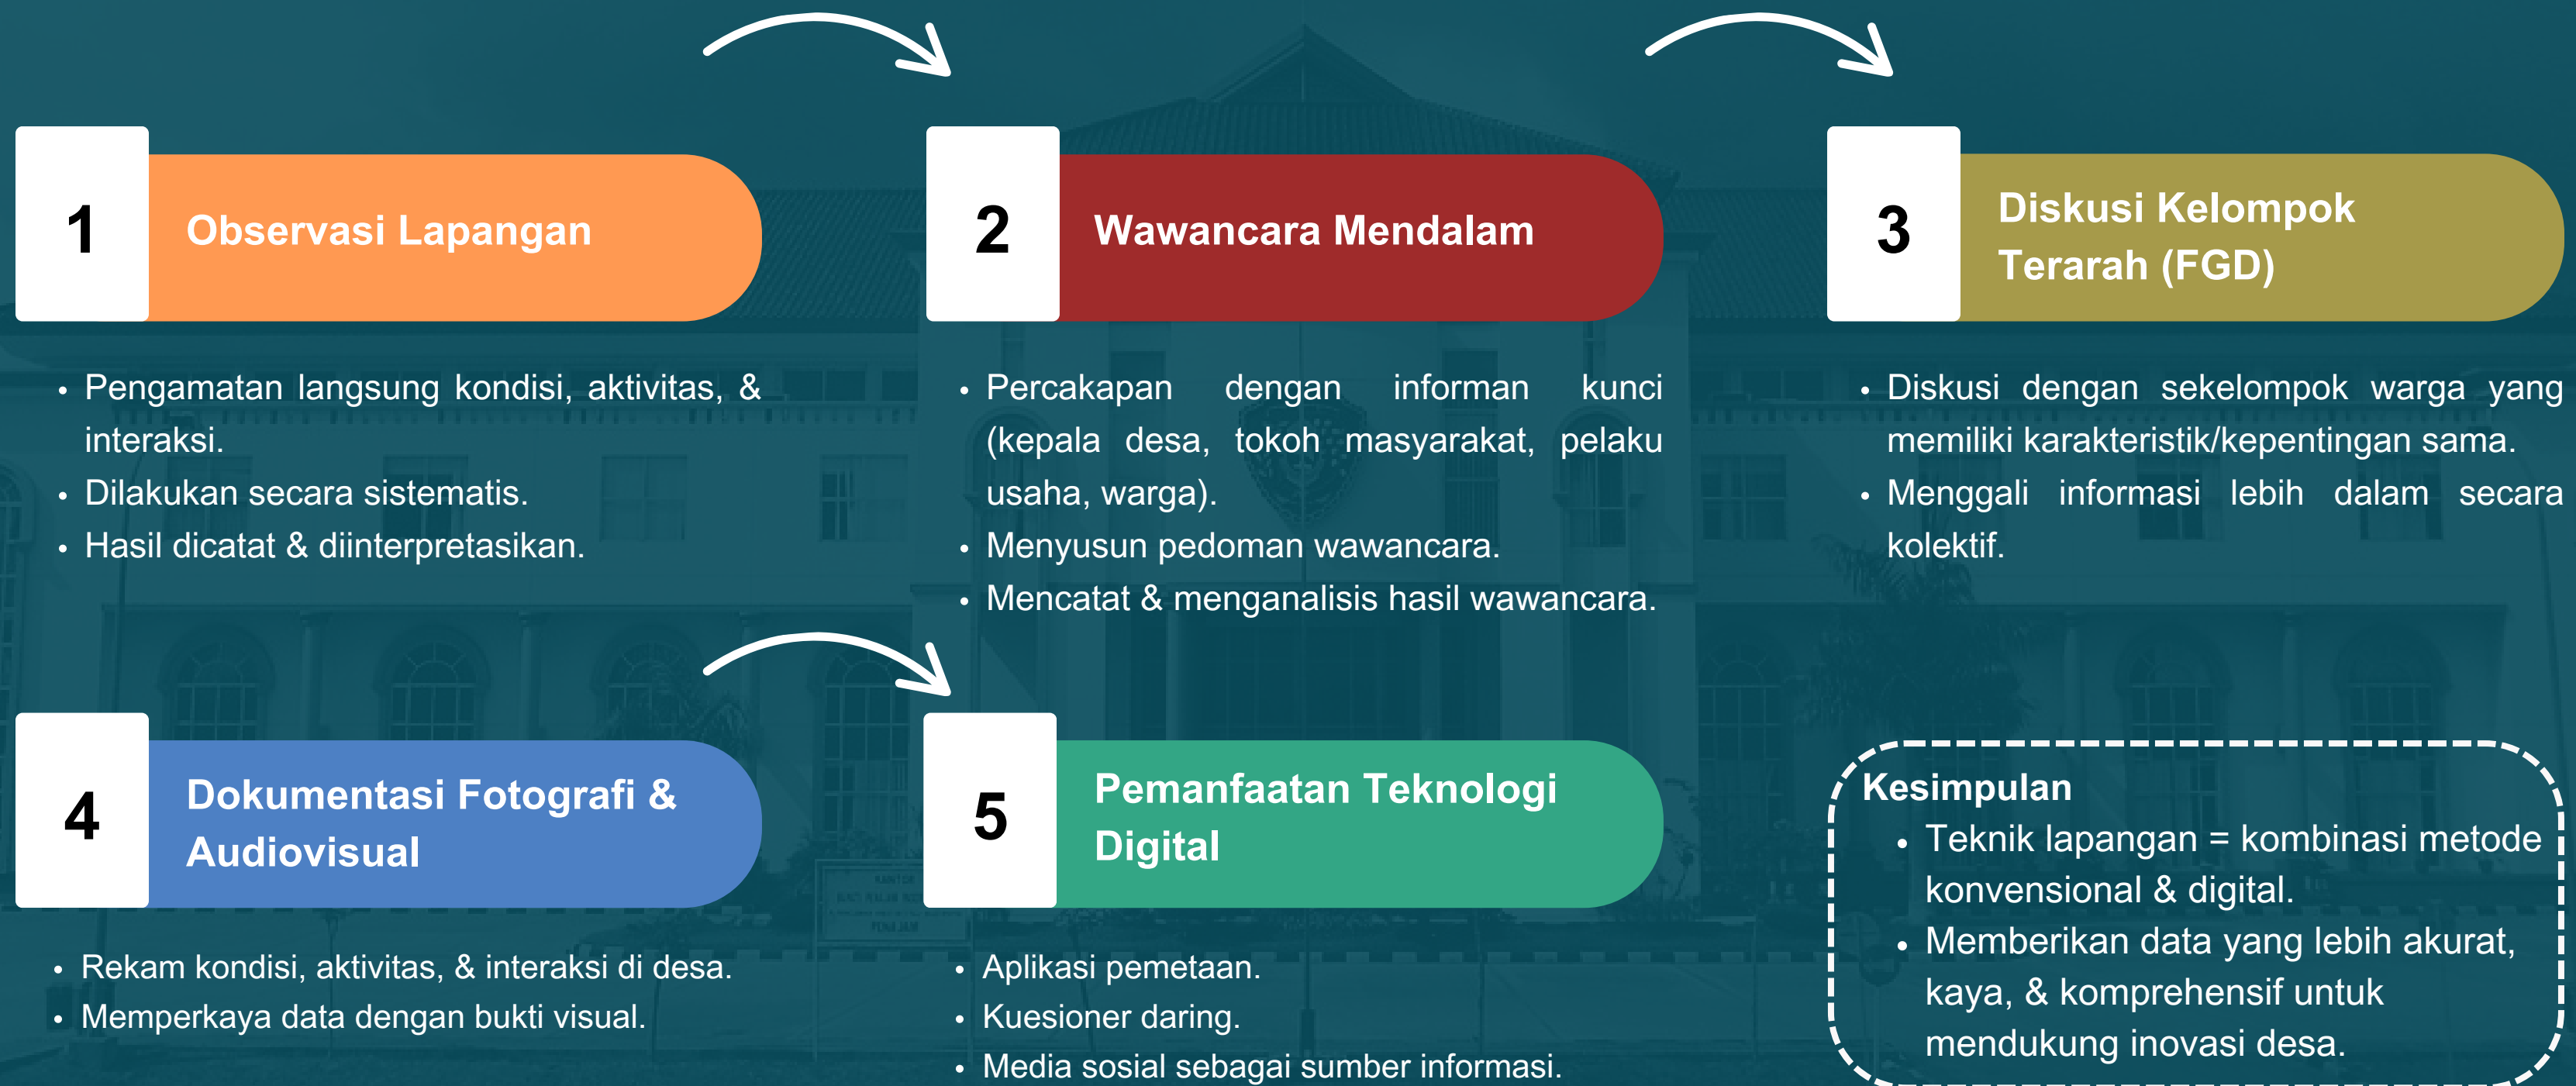 1
Observasi Lapangan
• Pengamatan langsung kondisi, aktivitas, &
interaksi.
• Dilakukan secara sistematis.
• Hasil dicatat & diinterpretasikan.
2
Wawancara Mendalam
• Percakapan dengan informan kunci
(kepala desa, tokoh masyarakat, pelaku
usaha, warga).
• Menyusun pedoman wawancara.
• Mencatat & menganalisis hasil wawancara.
3
Diskusi Kelompok
Terarah (FGD)
• Diskusi dengan sekelompok warga yang
memiliki karakteristik/kepentingan sama.
• Menggali informasi lebih dalam secara
kolektif.
4
Dokumentasi Fotografi &
Audiovisual
• Rekam kondisi, aktivitas, & interaksi di desa.
• Memperkaya data dengan bukti visual.
5
Pemanfaatan Teknologi
Digital
• Aplikasi pemetaan.
• Kuesioner daring.
• Media sosial sebagai sumber informasi.
Kesimpulan
• Teknik lapangan = kombinasi metode
konvensional & digital.
• Memberikan data yang lebih akurat,
kaya, & komprehensif untuk
mendukung inovasi desa.
KANTOR
PENAJAM